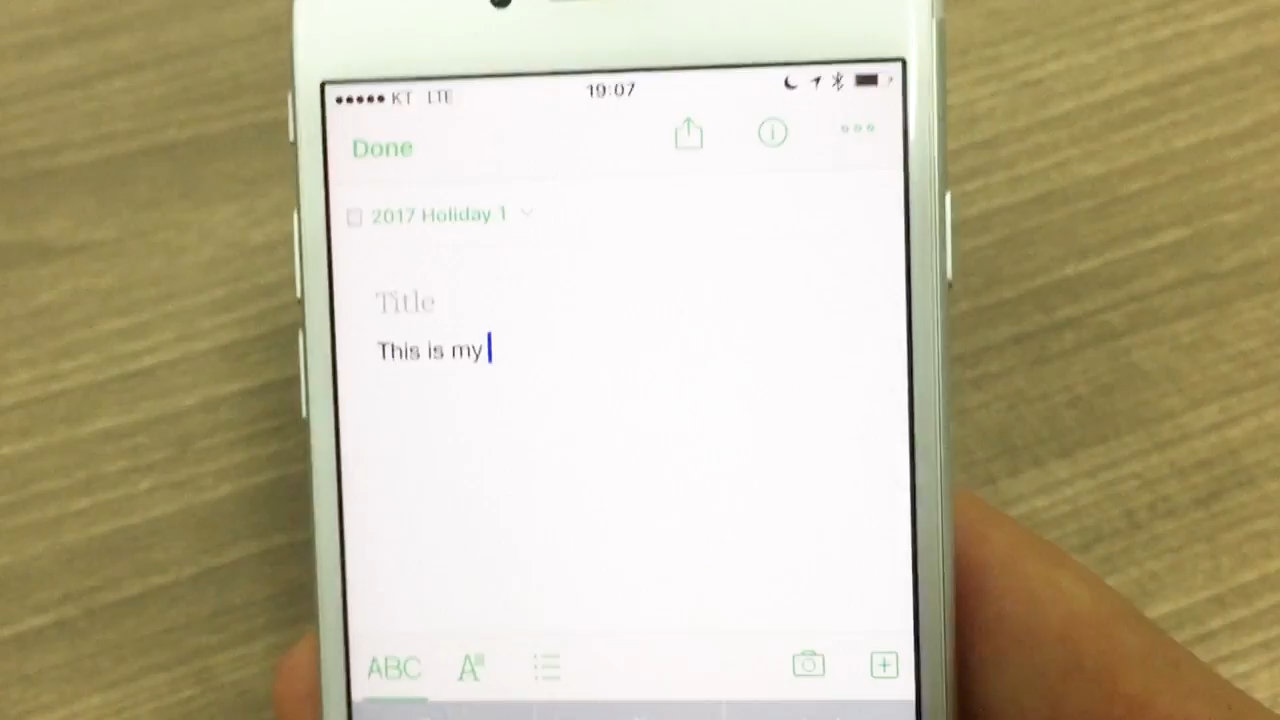 ●●●●● KT LTE 19:07
Done
2017 Holiday 1
Title
This is my
ABC A